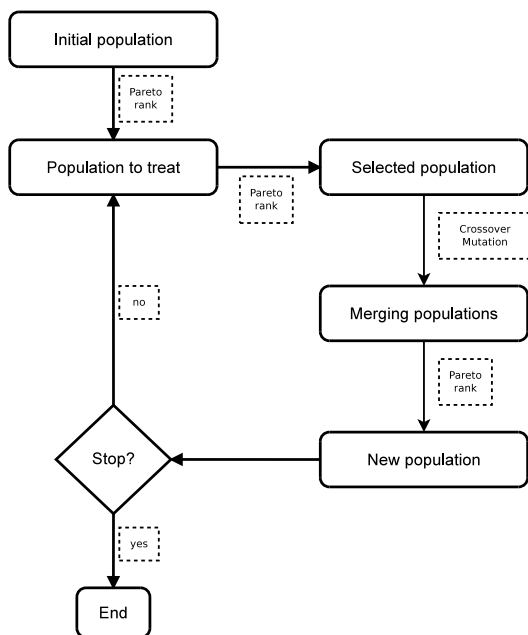 Initial population
Pareto
rank
Population to treat
Pareto
rank
Selected population
Crossover
Mutation
Merging populations
no
Pareto
rank
Stop?
New population
yes
End